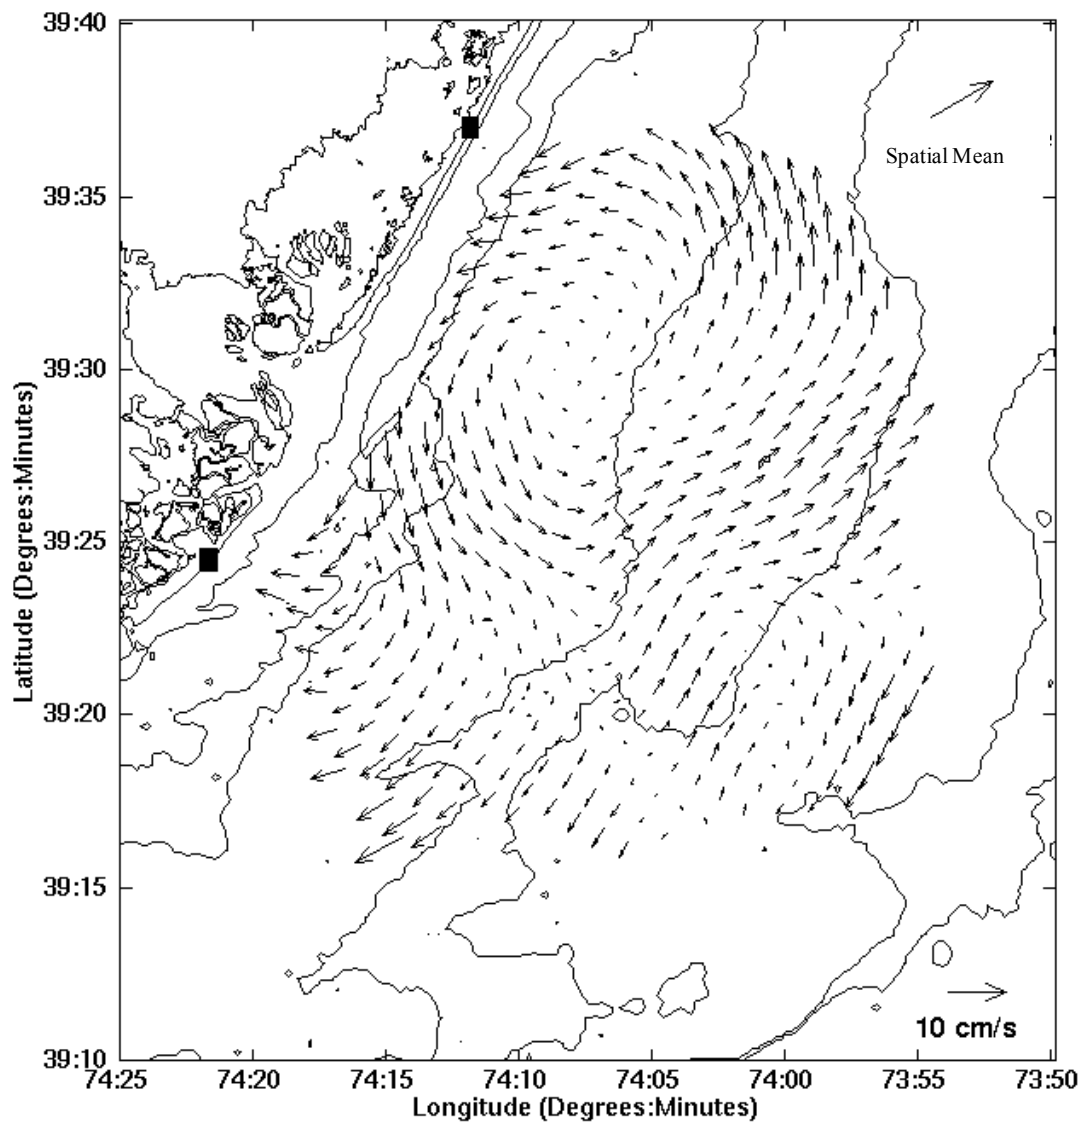 39:40
39:35
39:30
39:25
39:20
39:15
39:10
Latitude (Degrees:Minutes)
Spatial Mean
10 cm/s
74:25 74:20 74:15 74:10 74:05 74:00 73:55 73:50
Longitude (Degrees:Minutes)